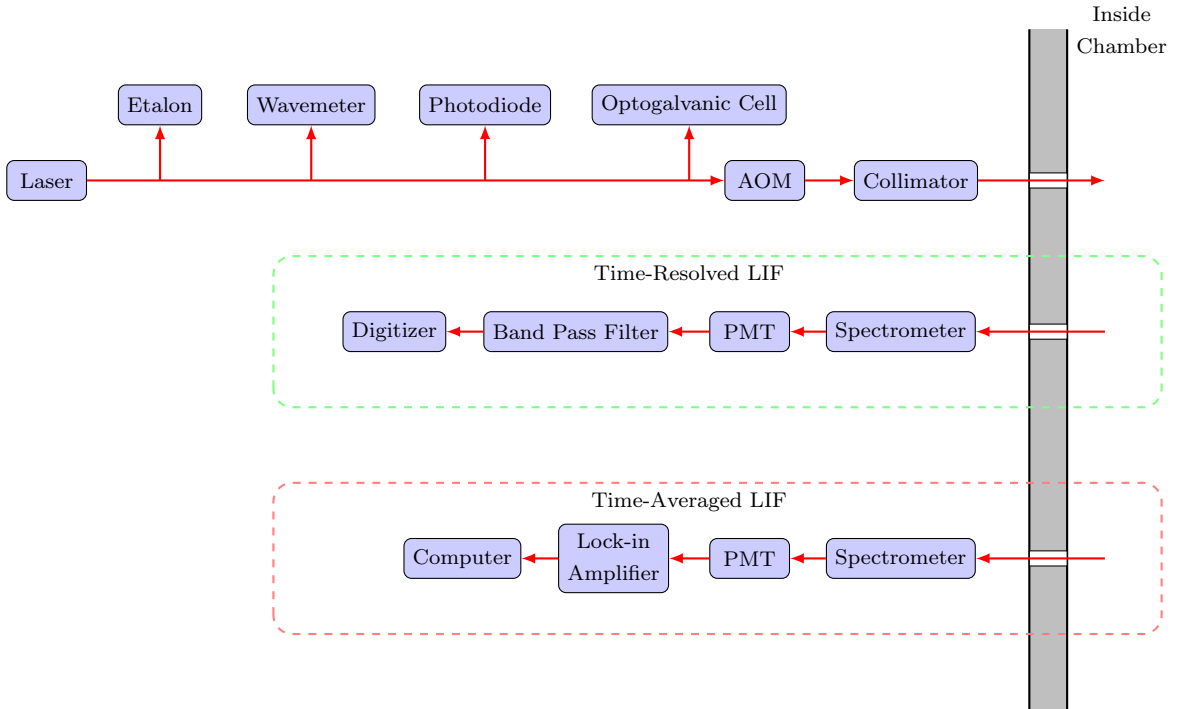 Inside
Chamber
Etalon
Wavemeter
Photodiode
Optogalvanic Cell
Laser
AOM
Collimator
Time-Resolved LIF
Digitizer
Band Pass Filter
PMT
Spectrometer
Time-Averaged LIF
Computer
Lock-in
Amplifier
PMT
Spectrometer